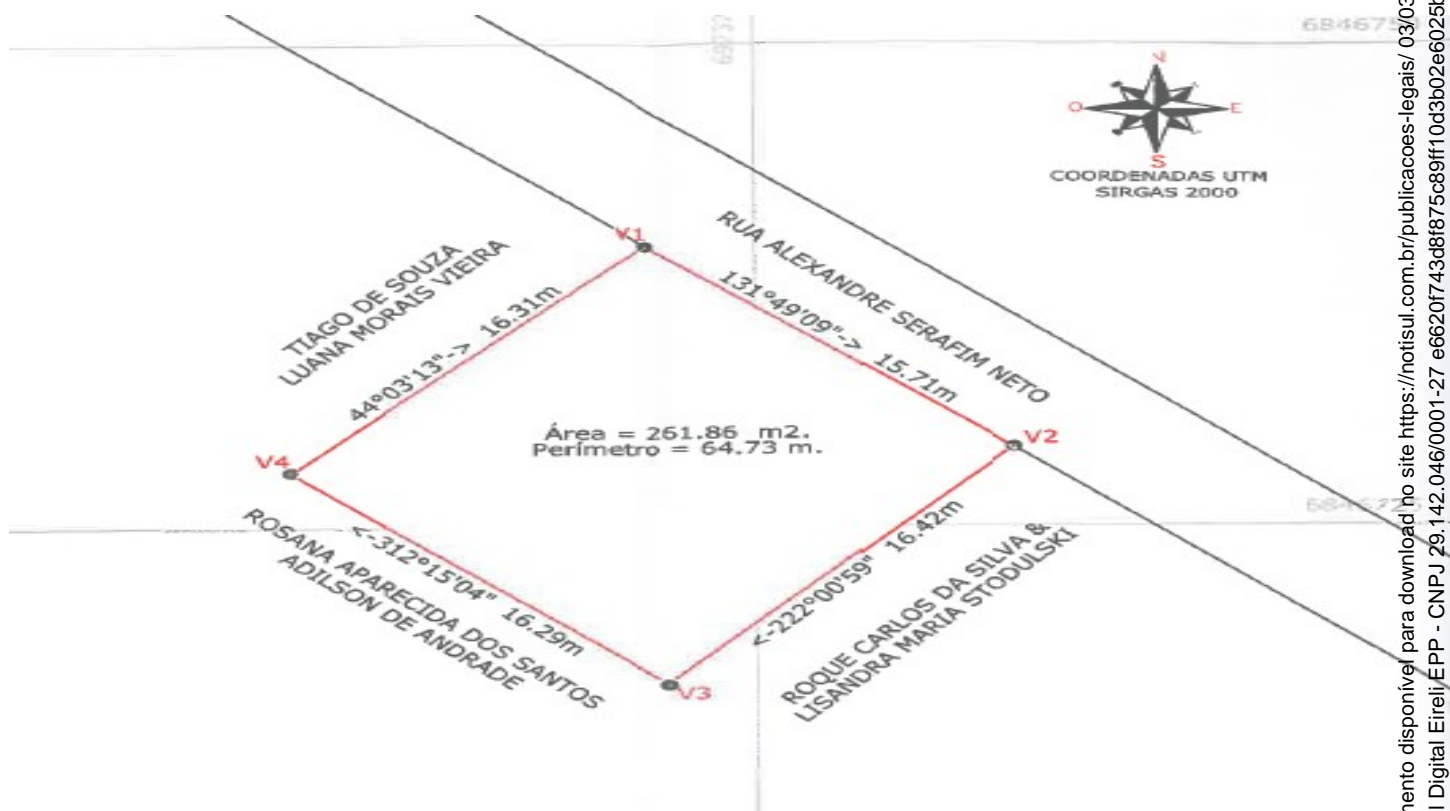 6846750
N
O
E
S
COORDENADAS UTM
SIRGAS 2000
V1
RUA ALEXANDRE SERAFIM NETO
131°49'09"-> 15.71m
TIAGO DE SOUZA
LUANA MORAIS VIEIRA
44°03'13"-> 16.31m
Área = 261.86 m2.
Perímetro = 64.73 m.
V2
V4
<-222°00'59" 16.42m
ROQUE CARLOS DA SILVA &
LISANDRA MARIA STODULSKI
<-312°15'04" 16.29m
ROSANA APARECIDA DOS SANTOS
ADILSON DE ANDRADE
V3
6846725
mento disponível para download no site https://notisul.com.br/publicacoes-legais/ 03/03
l Digital Eireli EPP - CNPJ 29.142.046/0001-27 e6620f743d8f875c89ff10d3b02e6025b